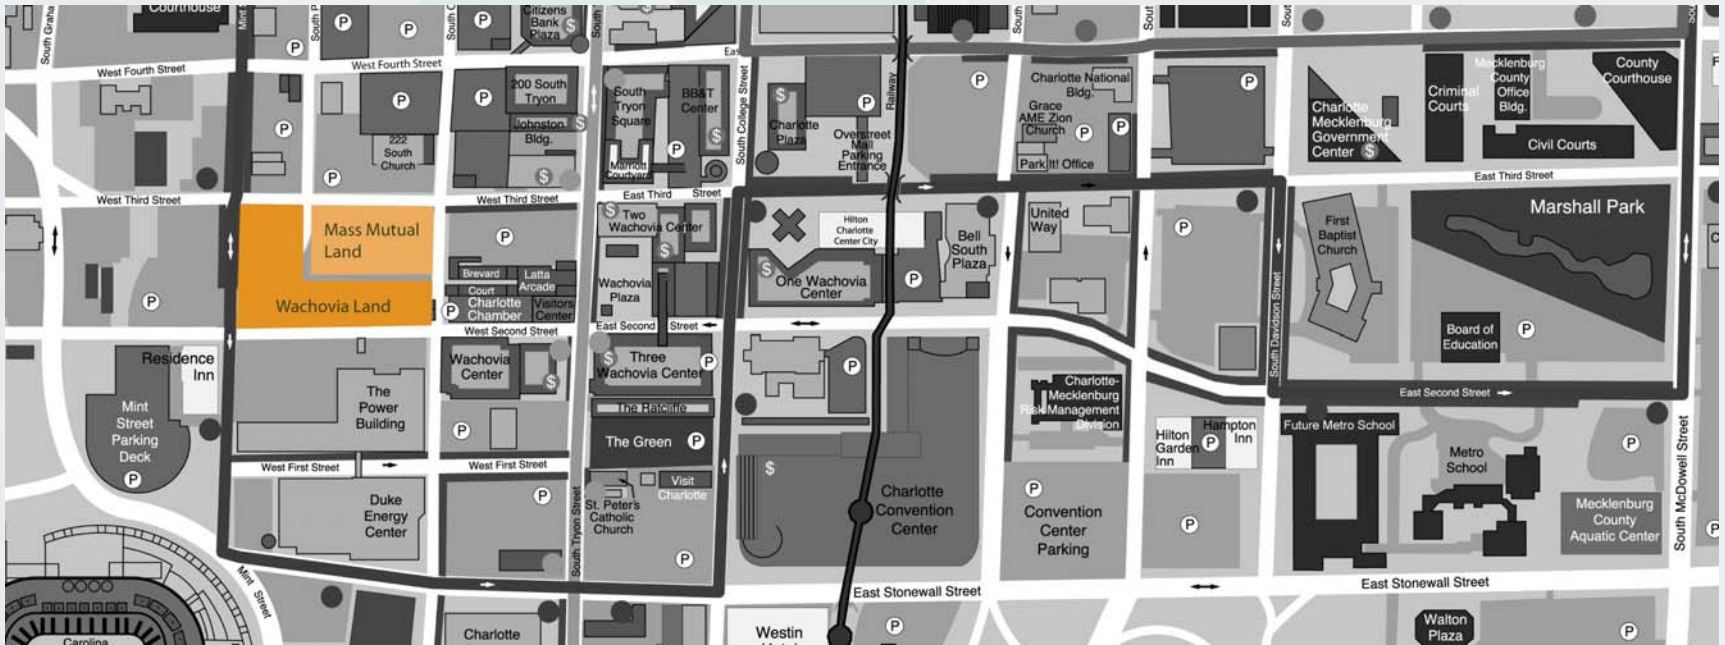 Courthouse
Mint
South Graha
South
Citizens
Bank
Plaza
$
West Fourth Street
West Fourth Street
P
P
P
P
P
P
P
200 South
Tryon
Johnston
Bldg.
222
South
Church
South
Tryon
Square
BB&T
Center
Marriott
Courtyard
South College Street
Charlotte
Plaza
Overstreet
Mall
Parking
Entrance
Railway
Charlotte National
Bldg.
Grace
AME Zion
Church
Park It! Office
Charlotte
Mecklenburg
Government
Center
Criminal
Courts
Mecklenburg
County
Office
Bldg.
County
Courthouse
Civil Courts
West Third Street
West Third Street
East Third
Street
East Third Street
Mass Mutual
Land
Wachovia Land
Brevard
Court
Latta
Arcade
Charlotte
Chamber
Visitors
Center
Two
Wachovia Center
Wachovia
Plaza
Hilton
Charlotte
Center City
One Wachovia
Center
Bell
South
Plaza
United
Way
South Davidson Street
First
Baptist
Church
Marshall Park
Board of
Education
West Second Street
East Second
Street
East Second Street
Residence
Inn
Mint
Street
Parking
Deck
The
Power
Building
Wachovia
Center
Three
Wachovia Center
The Ratcliffe
The Green
Charlotte-
Mecklenburg
Risk Management
Division
Hilton
Garden
Inn
Hampton
Inn
Future Metro School
Metro
School
South McDowell Street
West First Street
West First Street
Duke
Energy
Center
South Tryon Street
St. Peter's
Catholic
Church
Visit
Charlotte
Charlotte
Convention
Center
Convention
Center
Parking
Mecklenburg
County
Aquatic Center
Mint Street
East Stonewall Street
East Stonewall Street
Carolina
Charlotte
Westin
Walton
Plaza